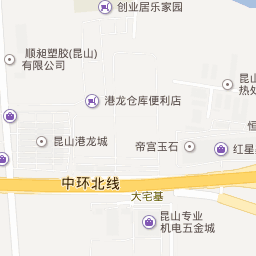 创业居乐家园
顺昶塑胶(昆山)
有限公司
昆山
热处
港龙仓库便利店
恒
昆山港龙城
帝宫玉石
红星
中环北线
大宅基
昆山专业
机电五金城